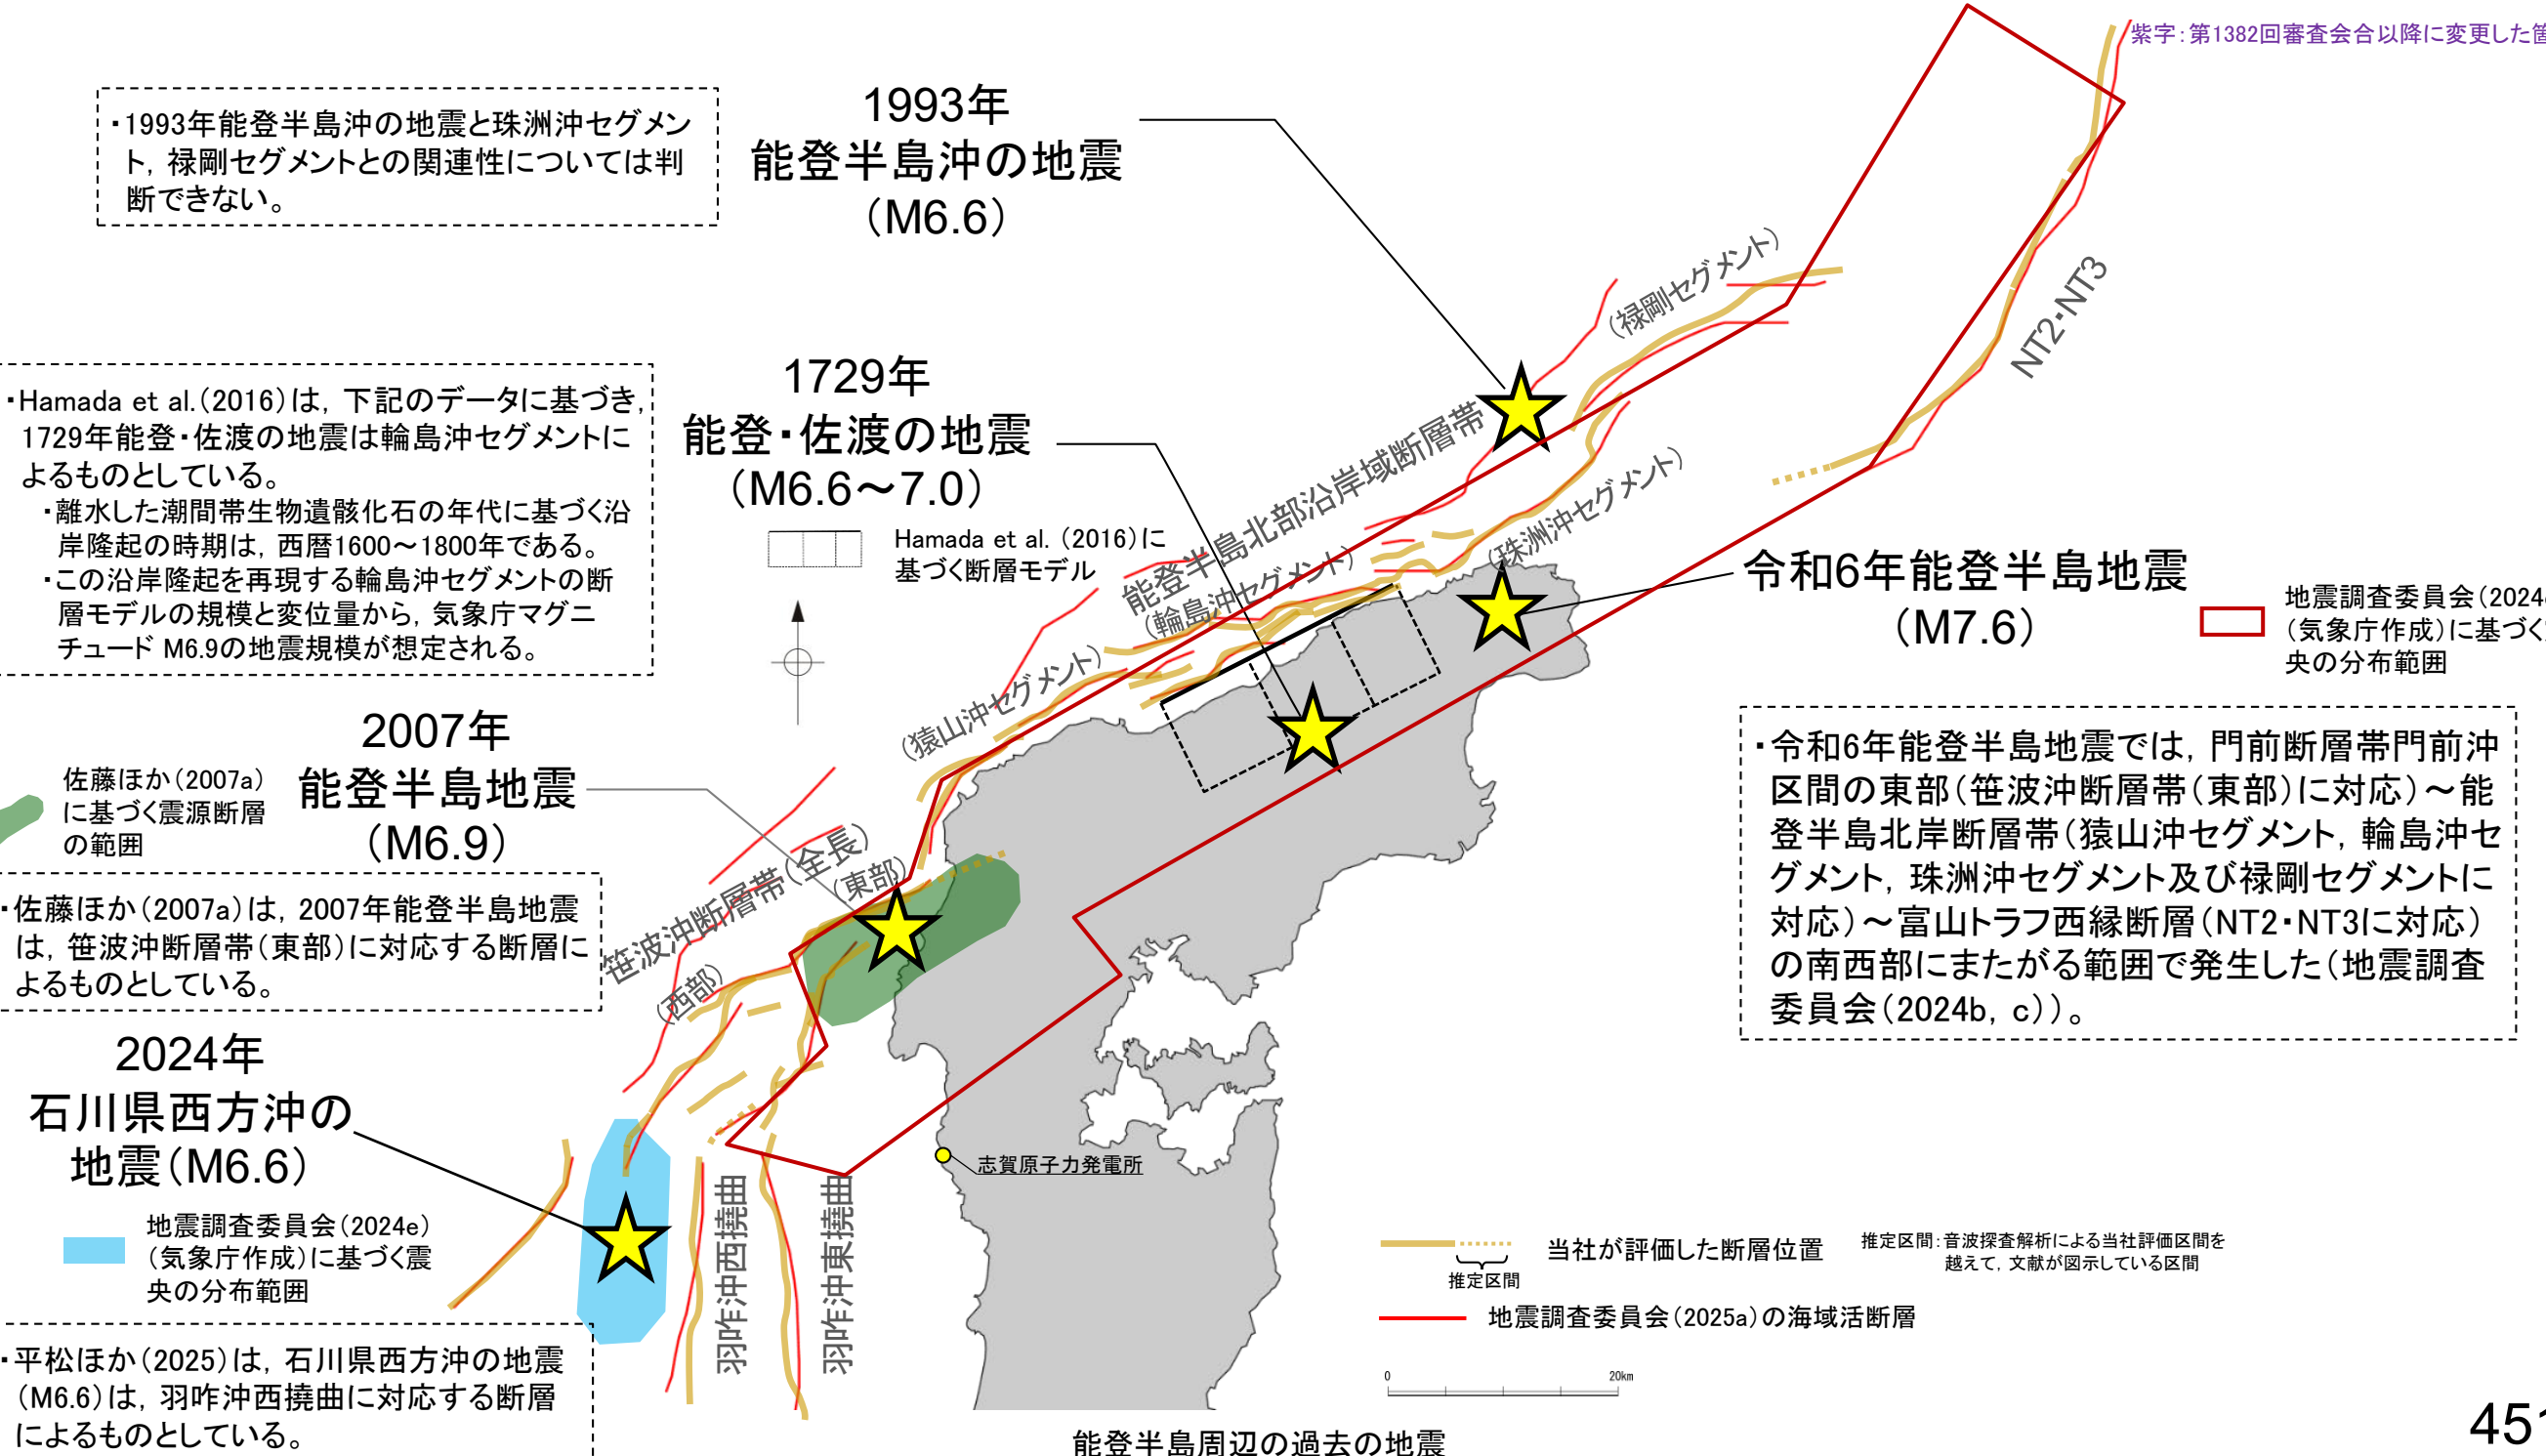 紫字：第1382回審査会合以降に変更した箇
・1993年能登半島沖の地震と珠洲沖セグメン
ト，禄剛セグメントとの関連性については判
断できない。
1993年
能登半島沖の地震
（M6.6）
（禄剛セグメント）
NT2・NT3
・Hamada et al.（2016）は，下記のデータに基づき，
1729年能登・佐渡の地震は輪島沖セグメントに
よるものとしている。
・離水した潮間帯生物遺骸化石の年代に基づく沿
岸隆起の時期は，西暦1600～1800年である。
・この沿岸隆起を再現する輪島沖セグメントの断
層モデルの規模と変位量から，気象庁マグニ
チュード M6.9の地震規模が想定される。
1729年
能登・佐渡の地震
（M6.6～7.0）
Hamada et al. （2016）に
基づく断層モデル
能登半島北部沿岸域断層帯
（輪島沖セグメント）
（珠洲沖セグメント）
（猿山沖セグメント）
令和6年能登半島地震
（M7.6）
地震調査委員会（2024
（気象庁作成）に基づく
央の分布範囲
・令和6年能登半島地震では，門前断層帯門前沖
区間の東部（笹波沖断層帯（東部）に対応）～能
登半島北岸断層帯（猿山沖セグメント，輪島沖セ
グメント，珠洲沖セグメント及び禄剛セグメントに
対応）～富山トラフ西縁断層（NT2・NT3に対応）
の南西部にまたがる範囲で発生した（地震調査
委員会（2024b，c））。
2007年
能登半島地震
（M6.9）
佐藤ほか（2007a）
に基づく震源断層
の範囲
・佐藤ほか（2007a）は，2007年能登半島地震
は，笹波沖断層帯（東部）に対応する断層に
よるものとしている。
笹波沖断層帯（全長）
（東部）
（西部）
2024年
石川県西方沖の
地震（M6.6）
地震調査委員会（2024e）
（気象庁作成）に基づく震
央の分布範囲
・平松ほか（2025）は，石川県西方沖の地震
（M6.6）は，羽咋沖西撓曲に対応する断層
によるものとしている。
羽咋沖西撓曲
羽咋沖東撓曲
志賀原子力発電所
当社が評価した断層位置
推定区間
推定区間：音波探査解析による当社評価区間を
越えて，文献が図示している区間
地震調査委員会（2025a）の海域活断層
0 20km
能登半島周辺の過去の地震
451